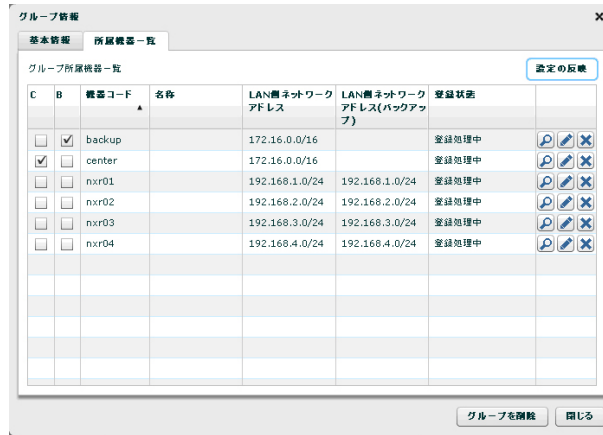 グループ情報
基本情報 所属機器一覧
グループ所属機器一覧 設定の反映
C B 機器コード ▲ 名称 LAN側ネットワークアドレス LAN側ネットワークアドレス(バックアップ) 登録状態
backup 172.16.0.0/16 登録処理中
center 172.16.0.0/16 登録処理中
nxr01 192.168.1.0/24 192.168.1.0/24 登録処理中
nxr02 192.168.2.0/24 192.168.2.0/24 登録処理中
nxr03 192.168.3.0/24 192.168.3.0/24 登録処理中
nxr04 192.168.4.0/24 192.168.4.0/24 登録処理中
グループを削除 閉じる